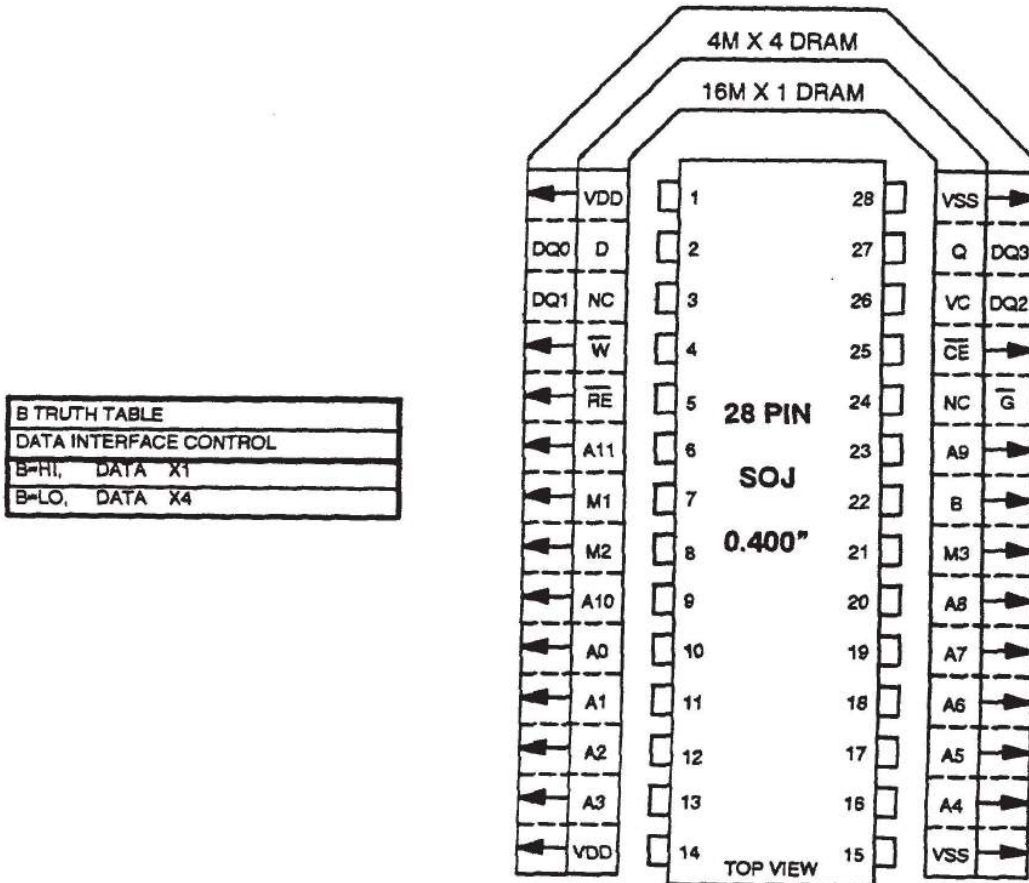 4M X 4 DRAM
16M X 1 DRAM
VDD 1 28 VSS
DQ0 D 2 27 Q DQ3
DQ1 NC 3 26 VC DQ2
W̅ 4 25 C̅E̅
R̅E̅ 5 24 NC G̅
A11 6 23 A9
M1 7 22 B
M2 8 21 M3
A10 9 20 A8
A0 10 19 A7
A1 11 18 A6
A2 12 17 A5
A3 13 16 A4
VDD 14 15 VSS
28 PIN
SOJ
0.400"
TOP VIEW
B TRUTH TABLE
DATA INTERFACE CONTROL
B=HI, DATA X1
B=LO, DATA X4